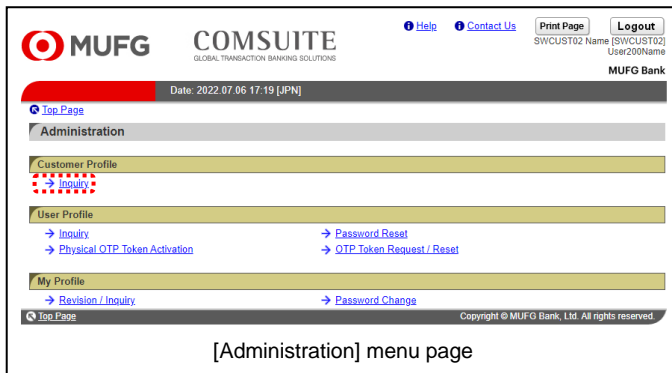 Help Contact Us Print Page Logout
MUFG COMSUITE
GLOBAL TRANSACTION BANKING SOLUTIONS
SWCUST02 Name [SWCUST02]
User200Name
MUFG Bank
Date: 2022.07.06 17:19 [JPN]
Top Page
Administration
Customer Profile
Inquiry
User Profile
Inquiry Password Reset
Physical OTP Token Activation OTP Token Request / Reset
My Profile
Revision / Inquiry Password Change
Top Page Copyright © MUFG Bank, Ltd. All rights reserved.
[Administration] menu page